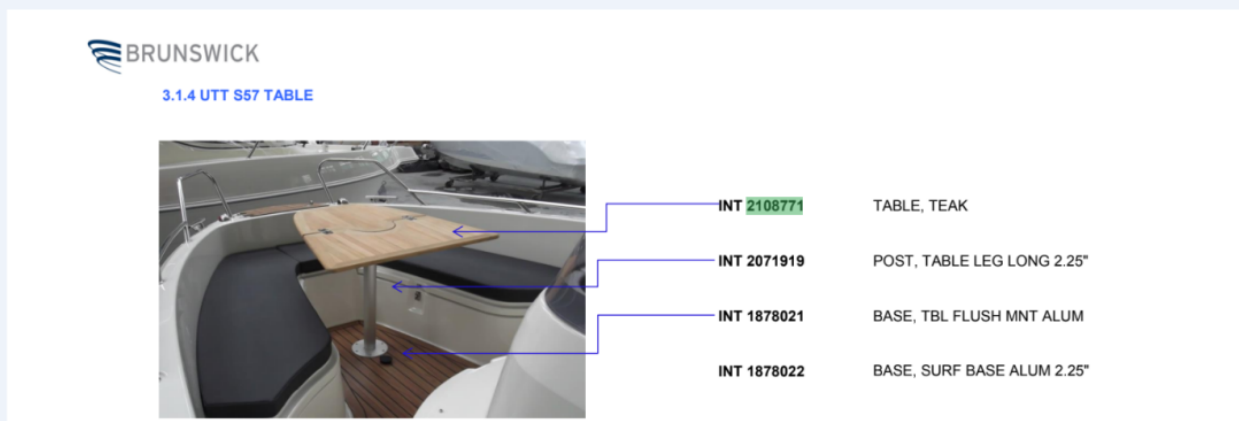 BRUNSWICK
3.1.4 UTT S57 TABLE
INT 2108771 TABLE, TEAK
INT 2071919 POST, TABLE LEG LONG 2.25"
INT 1878021 BASE, TBL FLUSH MNT ALUM
INT 1878022 BASE, SURF BASE ALUM 2.25"